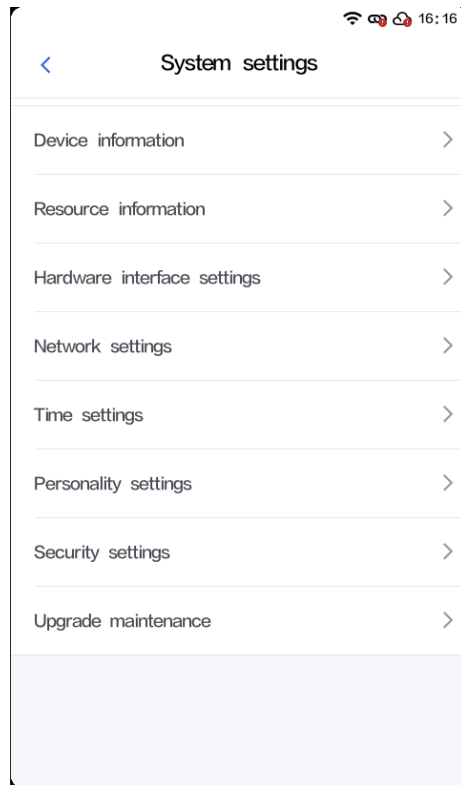 16:16
System settings
Device information
Resource information
Hardware interface settings
Network settings
Time settings
Personality settings
Security settings
Upgrade maintenance